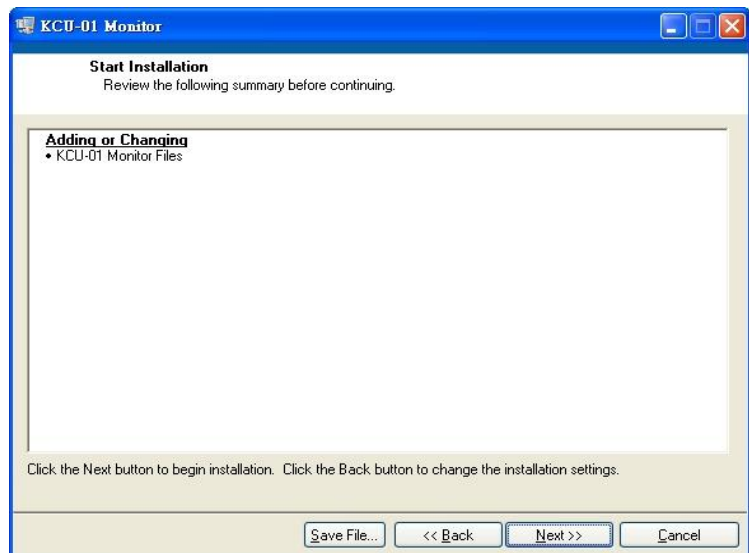 KCU-01 Monitor
Start Installation
Review the following summary before continuing.
Adding or Changing
• KCU-01 Monitor Files
Click the Next button to begin installation. Click the Back button to change the installation settings.
Save File... << Back Next >> Cancel